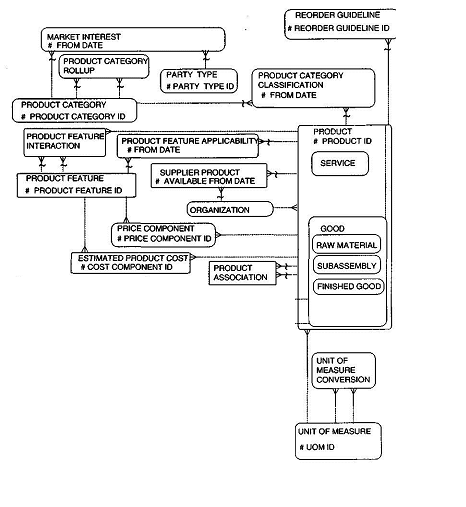 REORDER GUIDELINE
# REORDER GUIDELINE ID
MARKET INTEREST
# FROM DATE
PRODUCT CATEGORY
ROLLUP
PARTY TYPE
# PARTY TYPE ID
PRODUCT CATEGORY
CLASSIFICATION
# FROM DATE
PRODUCT CATEGORY
# PRODUCT CATEGORY ID
PRODUCT FEATURE
INTERACTION
PRODUCT FEATURE APPLICABILITY
# FROM DATE
PRODUCT
# PRODUCT ID
SERVICE
SUPPLIER PRODUCT
# AVAILABLE FROM DATE
PRODUCT FEATURE
# PRODUCT FEATURE ID
ORGANIZATION
PRICE COMPONENT
# PRICE COMPONENT ID
GOOD
RAW MATERIAL
SUBASSEMBLY
FINISHED GOOD
ESTIMATED PRODUCT COST
# COST COMPONENT ID
PRODUCT
ASSOCIATION
UNIT OF
MEASURE
CONVERSION
UNIT OF MEASURE
# UOM ID